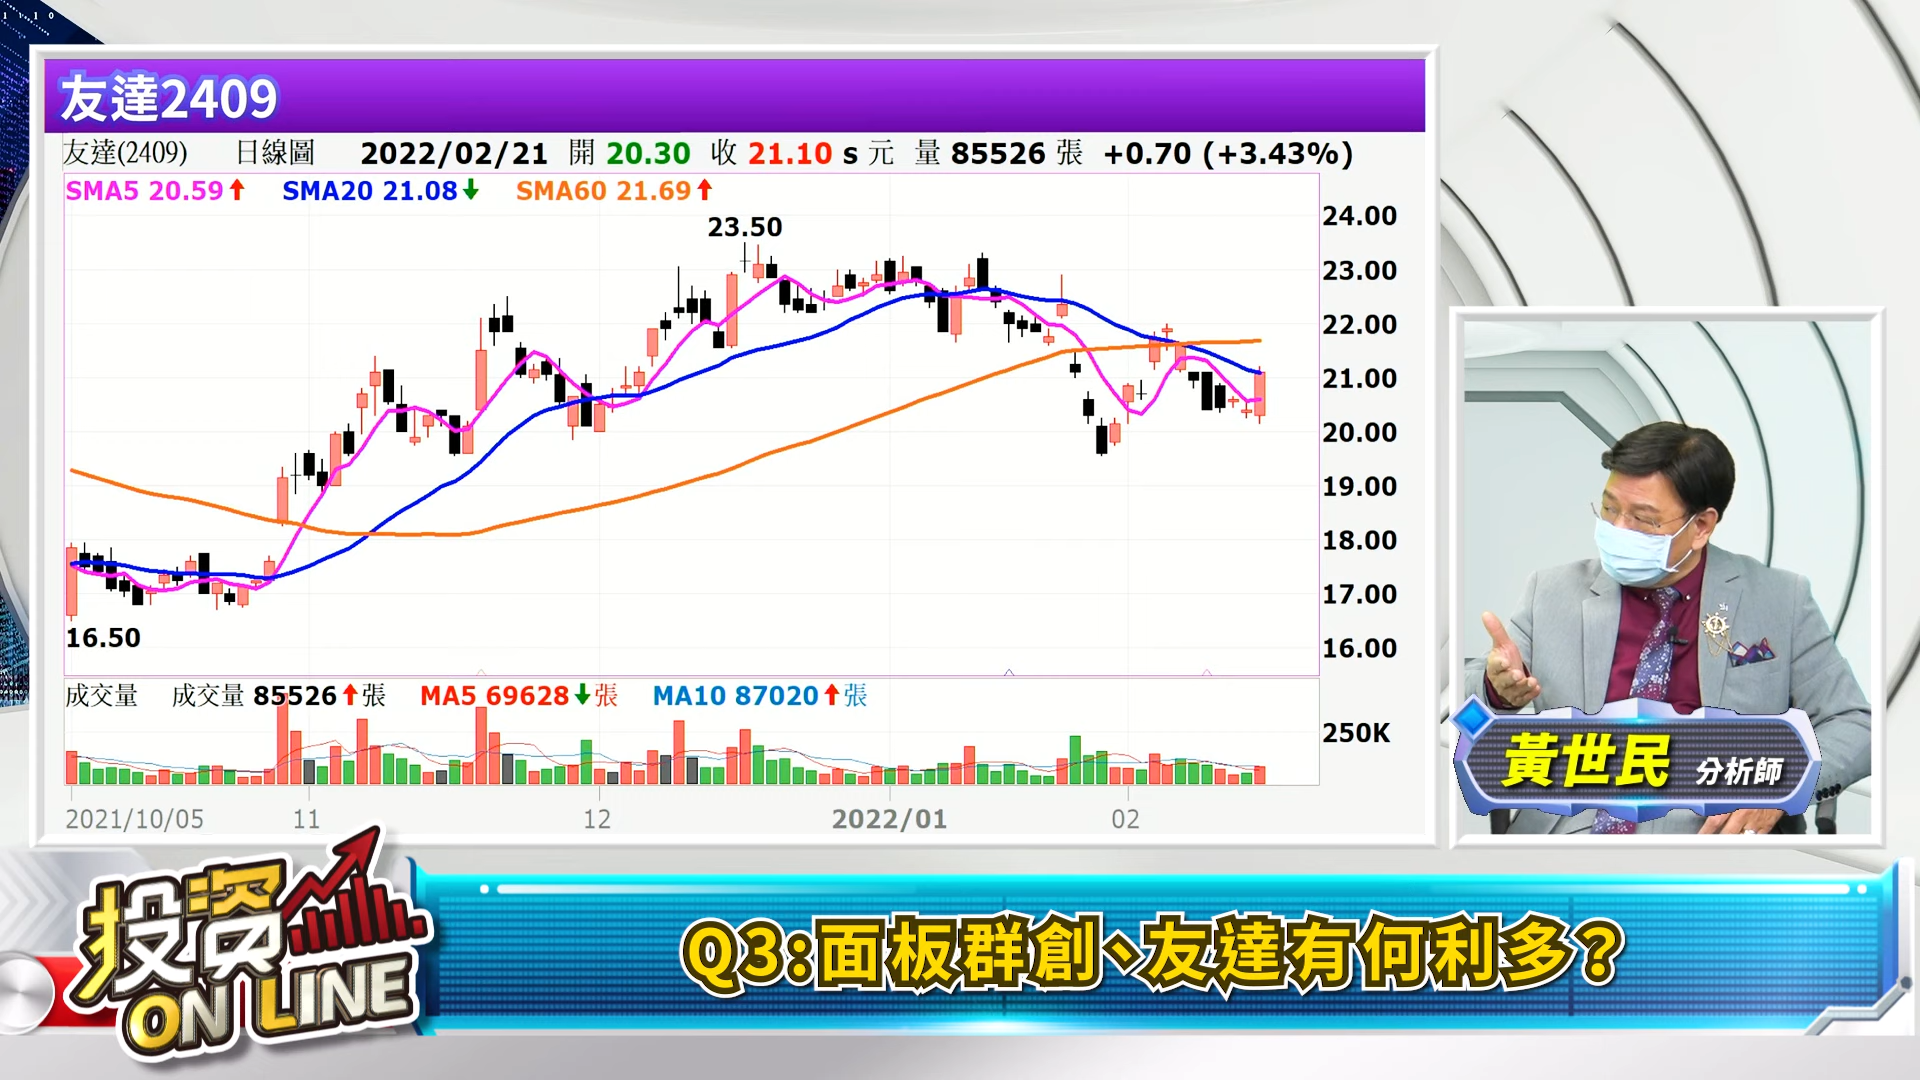 1 1 1 0
友達2409
友達(2409) 日線圖 2022/02/21 開 20.30 收 21.10 s 元 量 85526 張 +0.70 (+3.43%)
SMA5 20.59↑ SMA20 21.08↓ SMA60 21.69↑
23.50
24.00
23.00
22.00
21.00
20.00
19.00
18.00
17.00
16.00
16.50
成交量 成交量 85526↑張 MA5 69628↓張 MA10 87020↑張
250K
2021/10/05 11 12 2022/01 02
黃世民 分析師
投資
ON LINE
Q3:面板群創、友達有何利多?